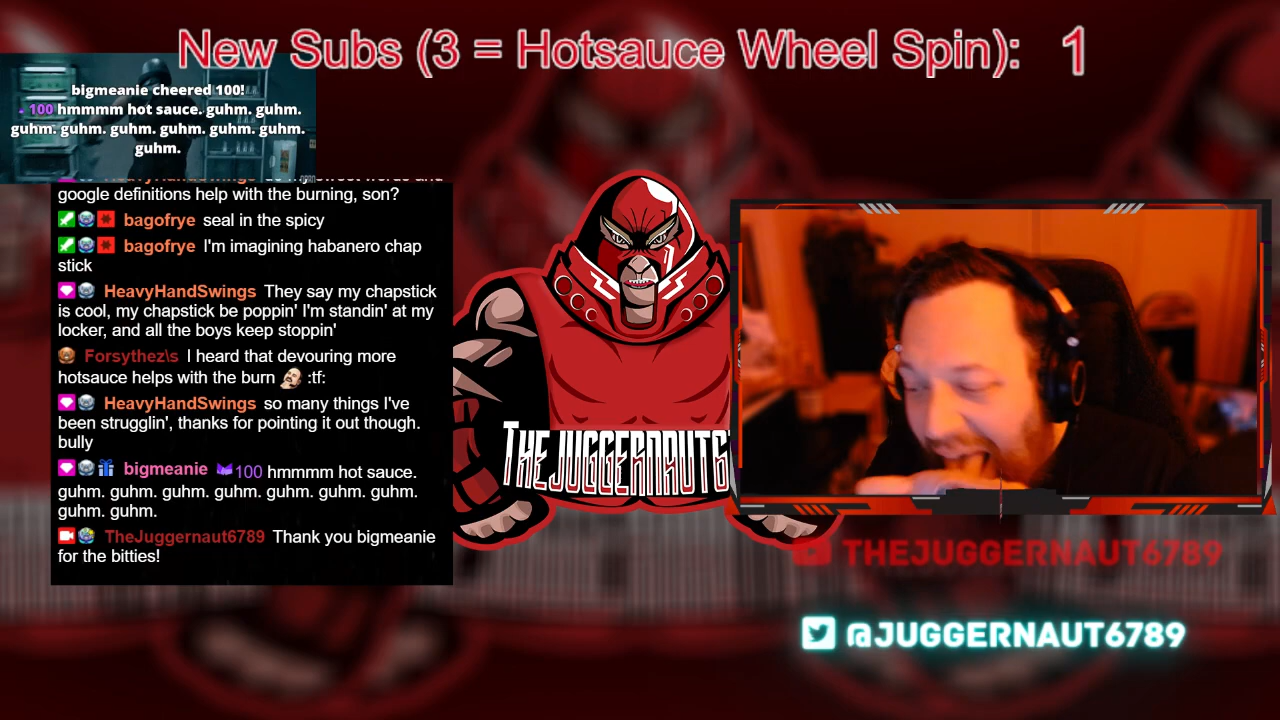 New Subs (3 = Hotsauce Wheel Spin): 1
bigmeanie cheered 100!
100 hmmmm hot sauce. guhm. guhm.
guhm. guhm. guhm. guhm. guhm. guhm.
guhm.
google definitions help with the burning, son?
bagofrye seal in the spicy
bagofrye I'm imagining habanero chap
stick
HeavyHandSwings They say my chapstick
is cool, my chapstick be poppin' I'm standin' at my
locker, and all the boys keep stoppin'
Forsythez\s I heard that devouring more
hotsauce helps with the burn :tf:
HeavyHandSwings so many things I've
been strugglin', thanks for pointing it out though.
bully
bigmeanie 100 hmmmm hot sauce.
guhm. guhm. guhm. guhm. guhm. guhm. guhm.
guhm. guhm.
TheJuggernaut6789 Thank you bigmeanie
for the bitties!
THEJUGGERNAUT6
THEJUGGERNAUT6789
@JUGGERNAUT6789